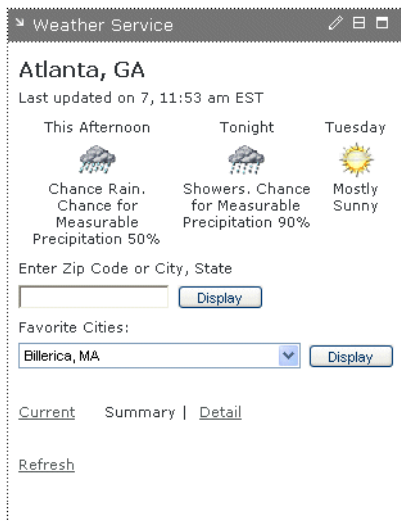 Weather Service
Atlanta, GA
Last updated on 7, 11:53 am EST
This Afternoon Tonight Tuesday
Chance Rain. Showers. Chance Mostly
Chance for for Measurable Sunny
Measurable Precipitation 90%
Precipitation 50%
Enter Zip Code or City, State
Display
Favorite Cities:
Billerica, MA Display
Current Summary | Detail
Refresh